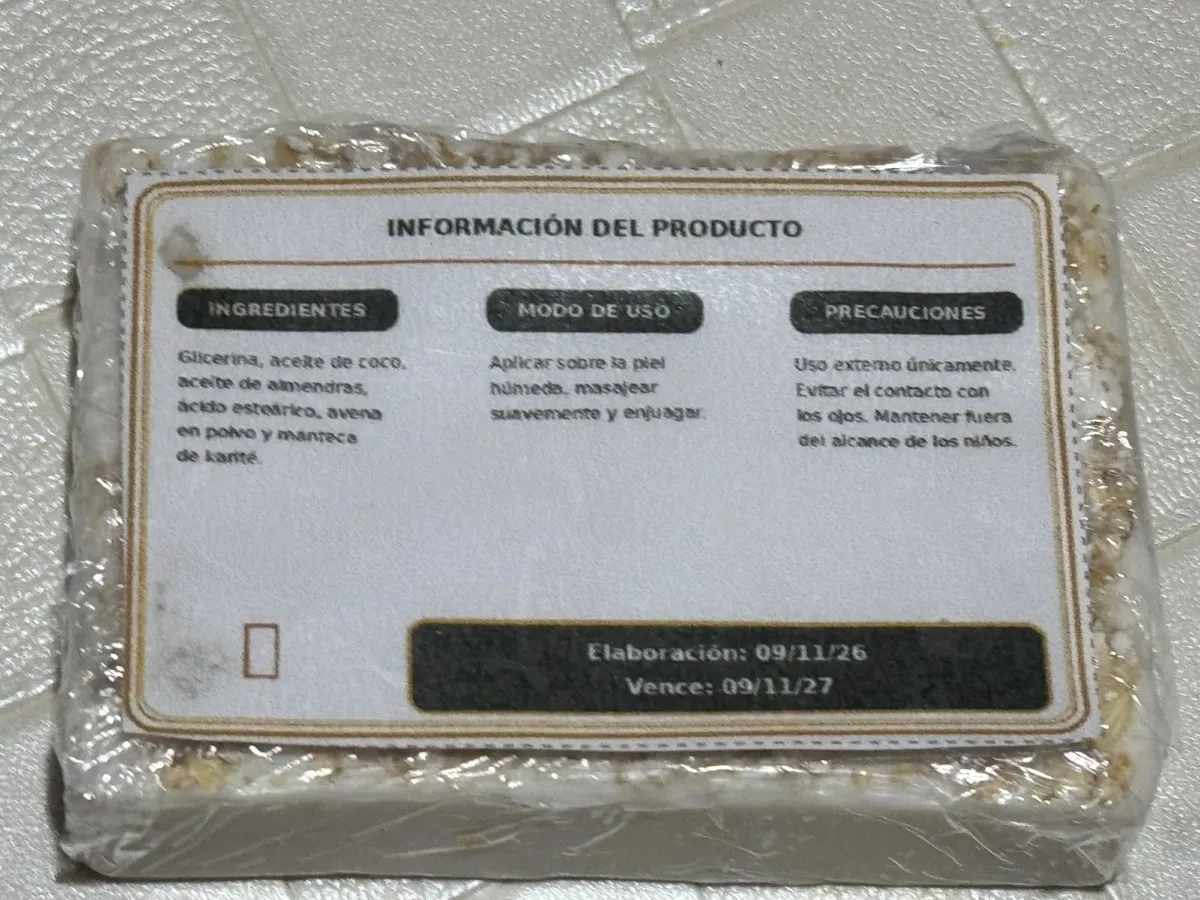 INFORMACIÓN DEL PRODUCTO
INGREDIENTES
Glicerina, aceite de coco,
aceite de almendras,
ácido esteárico, avena
en polvo y manteca
de karité.
MODO DE USO
Aplicar sobre la piel
húmeda, masajear
suavemente y enjuagar.
PRECAUCIONES
Uso externo únicamente.
Evitar el contacto con
los ojos. Mantener fuera
del alcance de los niños.
Elaboración: 09/11/26
Vence: 09/11/27